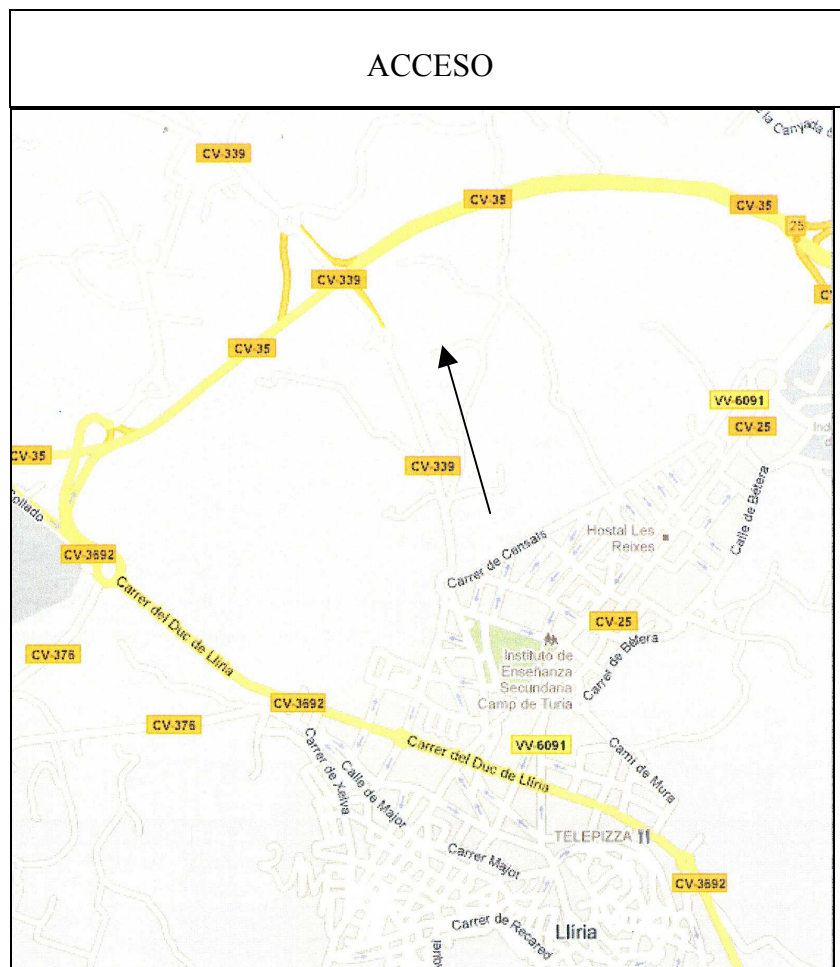 ACCESO
de la Canyada
CV-339
CV-35
CV-35
25
CV-339
CV-35
VV-6091
CV-25
CV-35
CV-339
Calle de Bétera
Collado
Hostal Les
Reixes
CV-3692
Carrer de Censals
Carrer del Duc de Llíria
CV-25
Instituto de
Enseñanza
Secundaria
Camp de Turia
Carrer de Bétera
CV-376
CV-3692
CV-376
Carrer del Duc de Llíria
VV-6091
Camí de Mura
Carrer de Xelva
Calle de Major
TELEPIZZA
Carrer Major
CV-3692
Carrer de Recared
Llíria